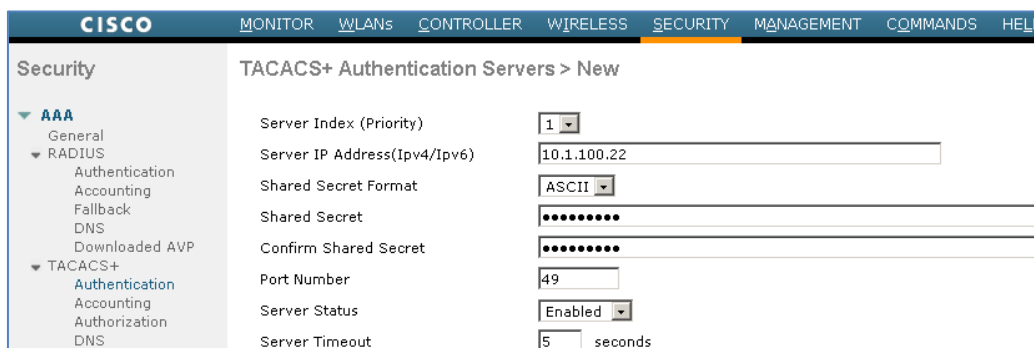 CISCO MONITOR WLANs CONTROLLER WIRELESS SECURITY MANAGEMENT COMMANDS HEL
Security
AAA
General
RADIUS
Authentication
Accounting
Fallback
DNS
Downloaded AVP
TACACS+
Authentication
Accounting
Authorization
DNS
TACACS+ Authentication Servers > New
Server Index (Priority) 1
Server IP Address(Ipv4/Ipv6) 10.1.100.22
Shared Secret Format ASCII
Shared Secret •••••••••
Confirm Shared Secret •••••••••
Port Number 49
Server Status Enabled
Server Timeout 5 seconds